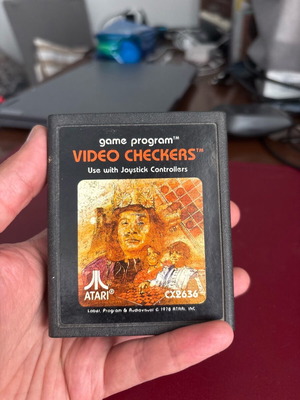 game program™
VIDEO CHECKERS™
Use with Joystick Controllers
ATARI®
CX2636
Label, Program & Audiovisual © 1978 ATARI, INC.